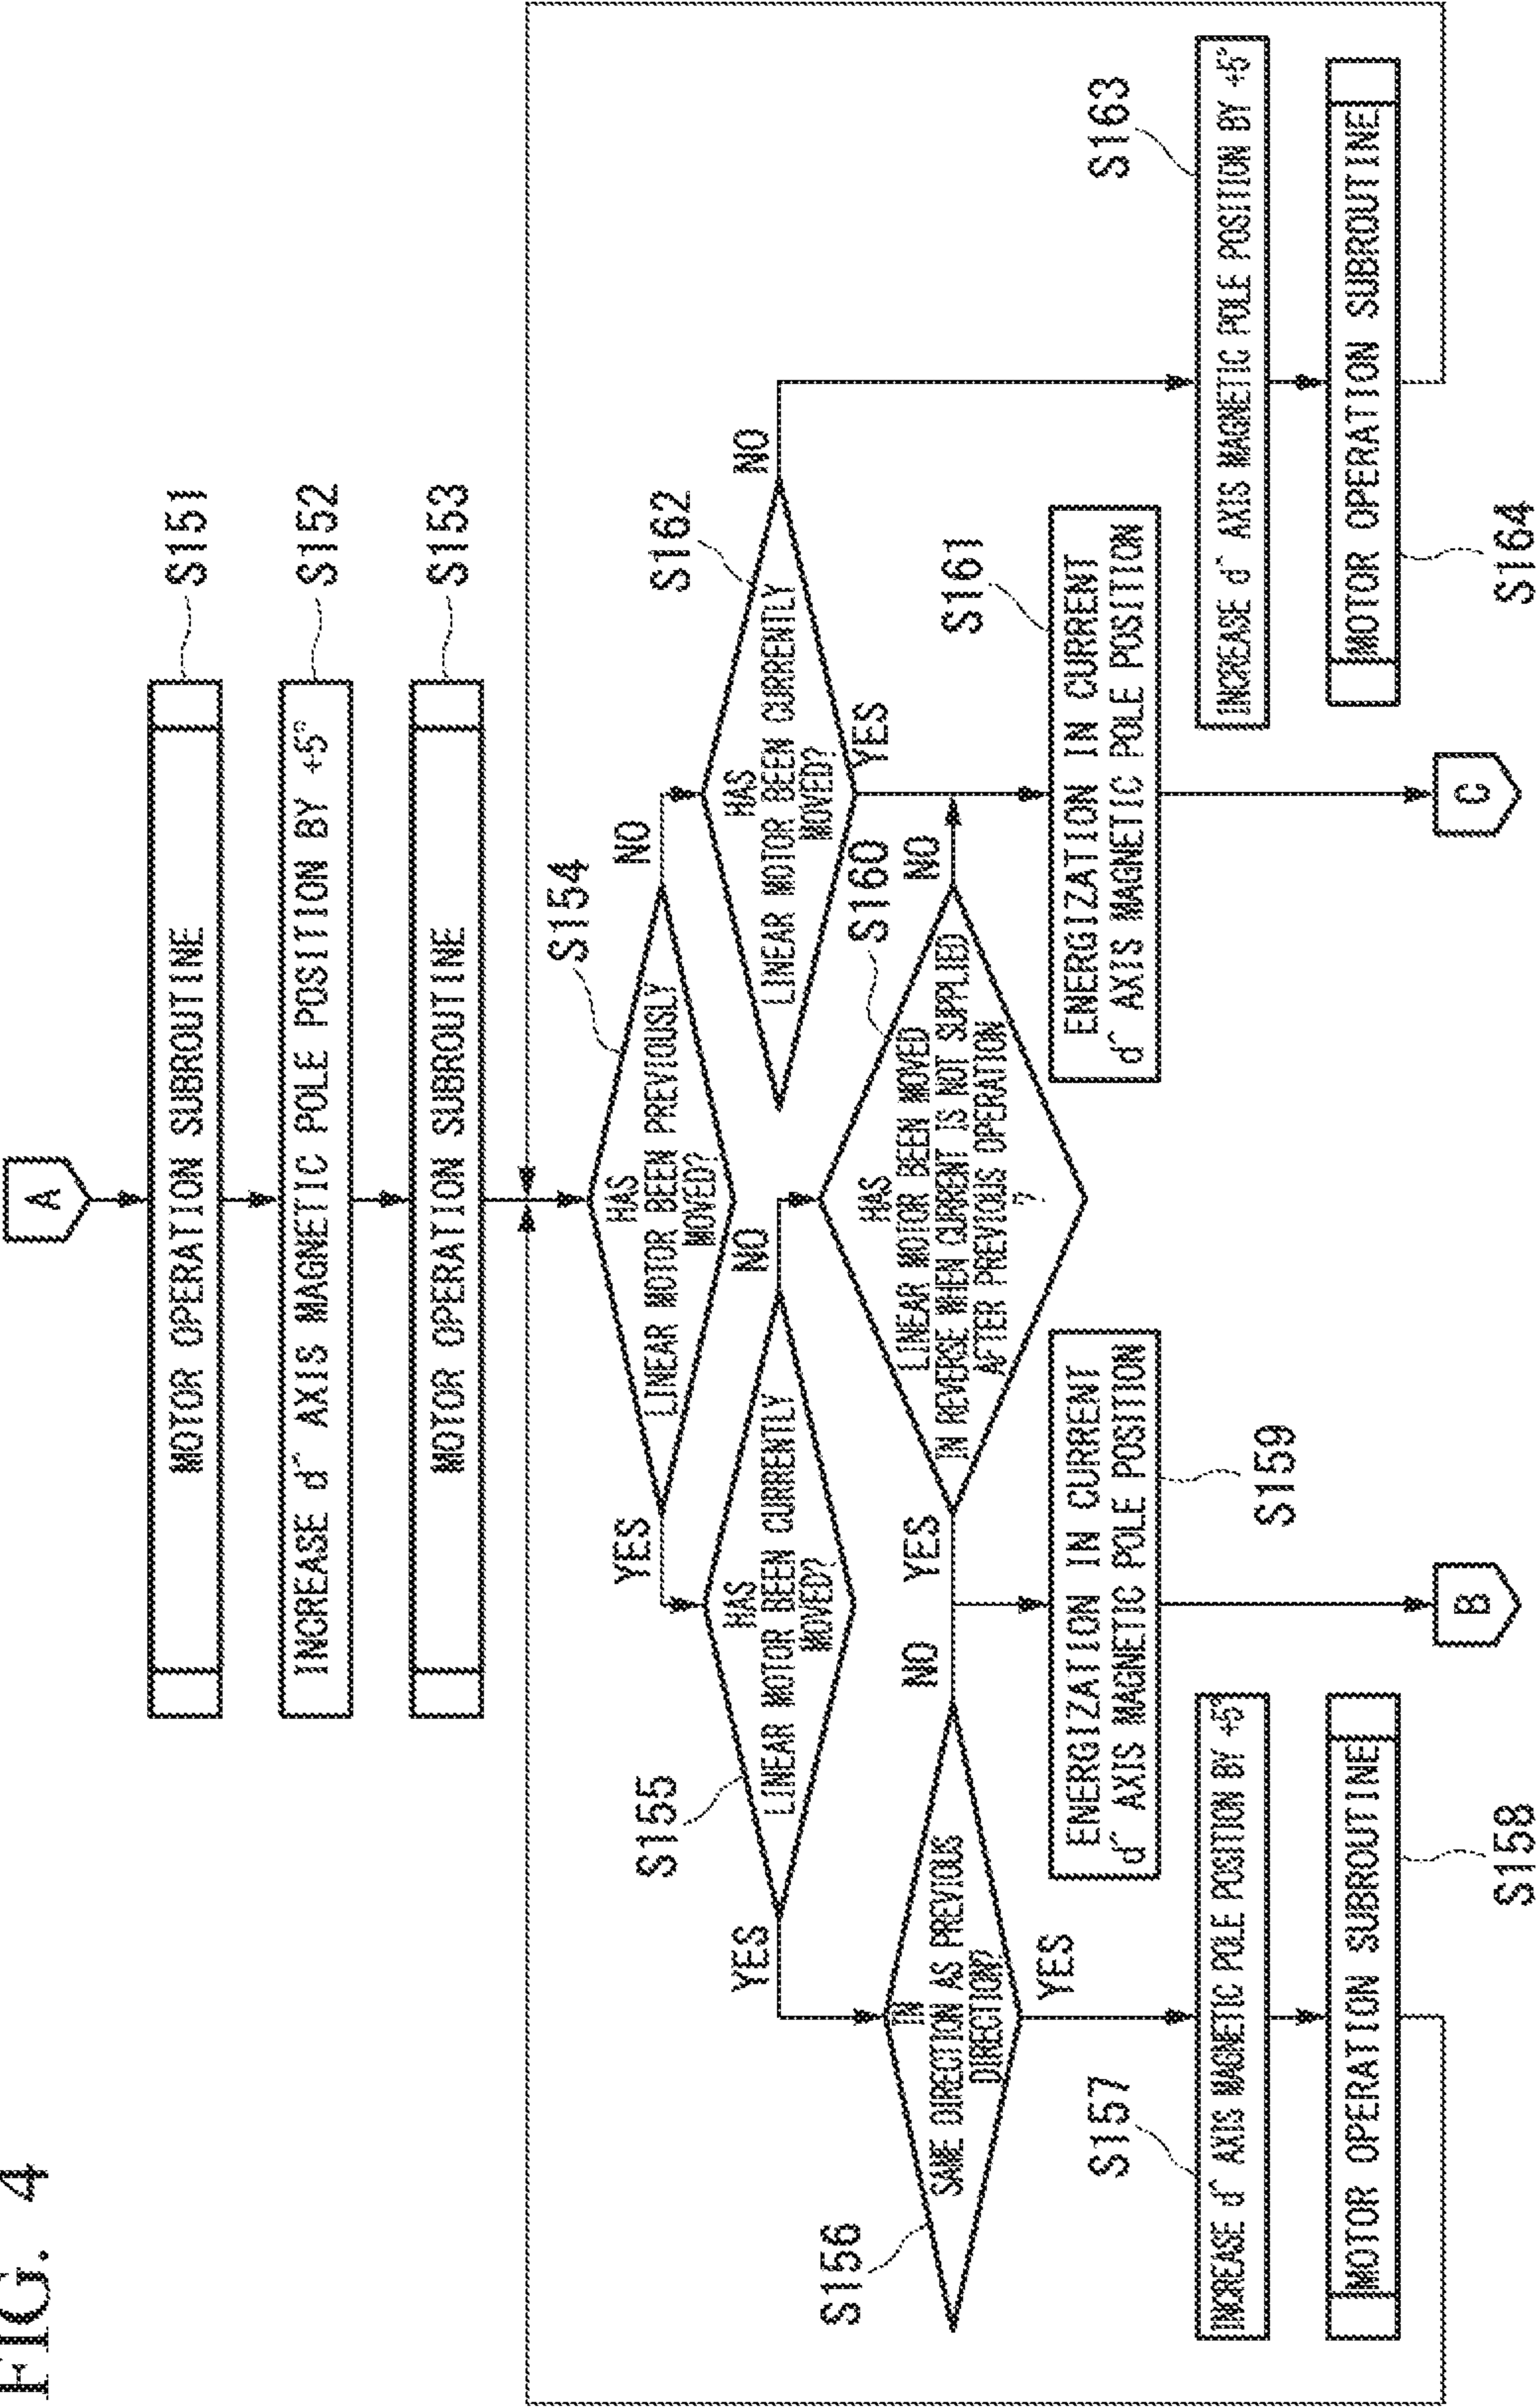 FIG. 4
A
MOTOR OPERATION SUBROUTINE
S151
INCREASE d^ AXIS MAGNETIC POLE POSITION BY +5°
S152
MOTOR OPERATION SUBROUTINE
S153
S154
HAS
LINEAR MOTOR BEEN PREVIOUSLY
MOVED?
YES
NO
S155
HAS
LINEAR MOTOR BEEN CURRENTLY
MOVED?
YES
NO
S162
HAS
LINEAR MOTOR BEEN CURRENTLY
MOVED?
YES
NO
S156
IN
SAME DIRECTION AS PREVIOUS
DIRECTION?
NO
YES
S160
HAS
LINEAR MOTOR BEEN MOVED
IN REVERSE WHEN CURRENT IS NOT SUPPLIED
AFTER PREVIOUS OPERATION
?
YES
NO
ENERGIZATION IN CURRENT
d^ AXIS MAGNETIC POLE POSITION
S159
ENERGIZATION IN CURRENT
d^ AXIS MAGNETIC POLE POSITION
S161
S157
INCREASE d^ AXIS MAGNETIC POLE POSITION BY +5°
MOTOR OPERATION SUBROUTINE
S158
S163
INCREASE d^ AXIS MAGNETIC POLE POSITION BY +5°
MOTOR OPERATION SUBROUTINE
S164
B
C